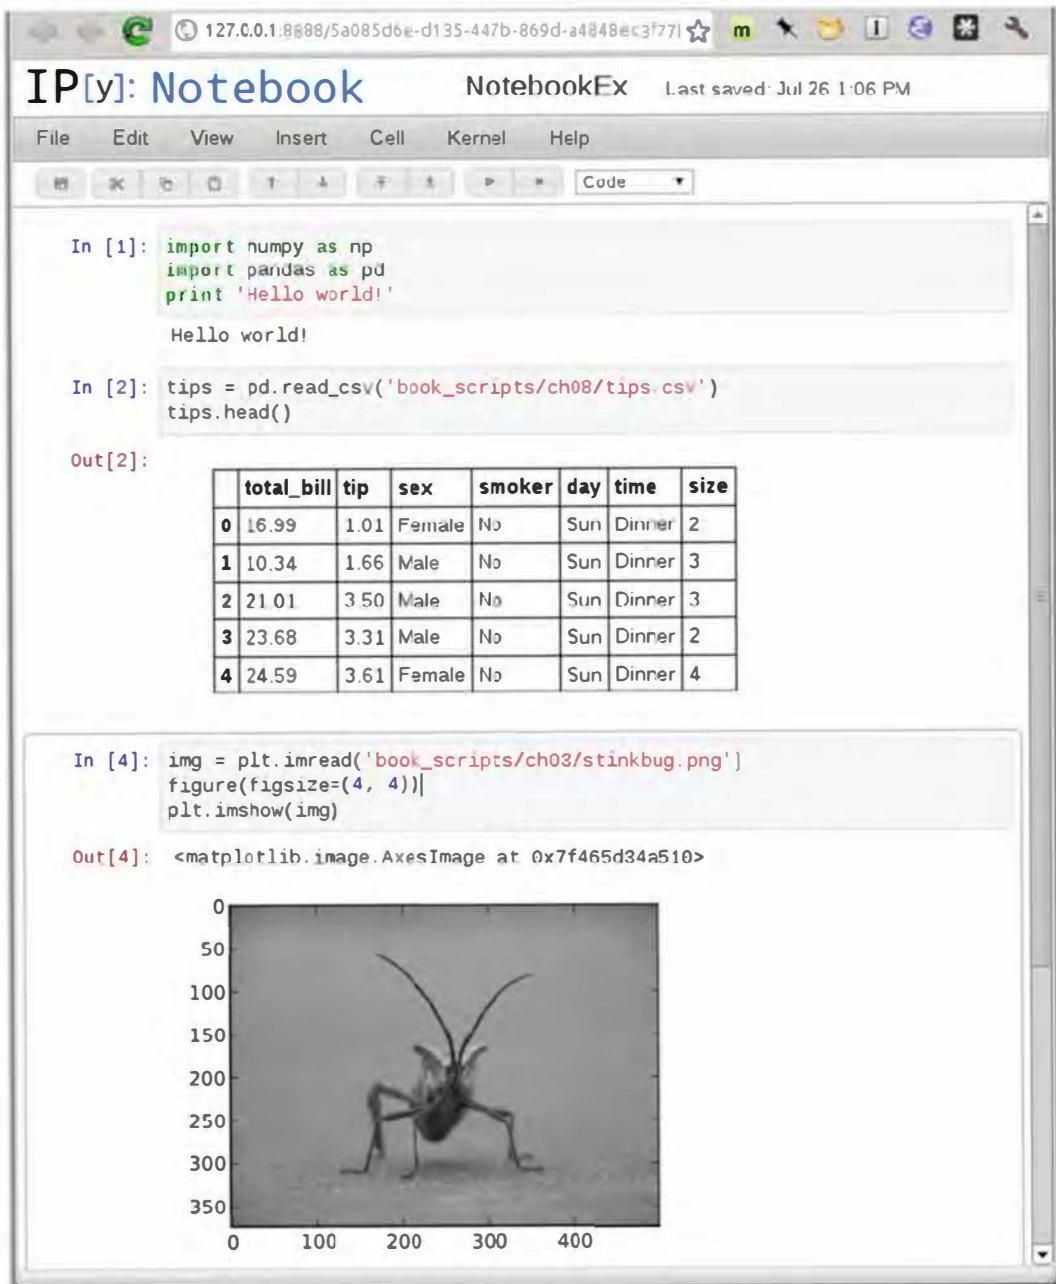 127.0.0.1:8888/5a085d6e-d135-447b-869d-a4848ec3f77
m
I
IP[y]: Notebook NotebookEx Last saved: Jul 26 1:06 PM
File Edit View Insert Cell Kernel Help
Code
In [1]: import numpy as np
import pandas as pd
print 'Hello world!'
Hello world!
In [2]: tips = pd.read_csv('book_scripts/ch08/tips.csv')
tips.head()
Out[2]:
total_bill tip sex smoker day time size
0 16.99 1.01 Female No Sun Dinner 2
1 10.34 1.66 Male No Sun Dinner 3
2 21.01 3.50 Male No Sun Dinner 3
3 23.68 3.31 Male No Sun Dinner 2
4 24.59 3.61 Female No Sun Dinner 4
In [4]: img = plt.imread('book_scripts/ch03/stinkbug.png')
figure(figsize=(4, 4))
plt.imshow(img)
Out[4]: <matplotlib.image.AxesImage at 0x7f465d34a510>
0
50
100
150
200
250
300
350
0 100 200 300 400